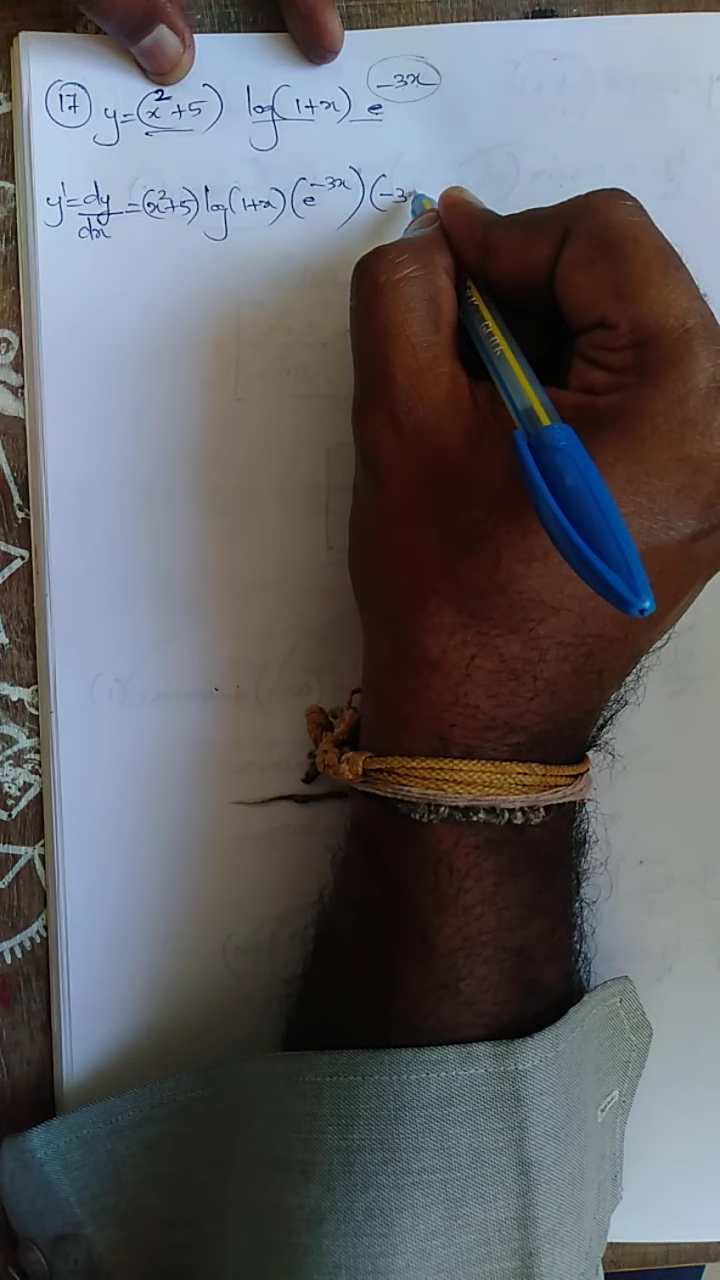 17 y=(x²+5) log(1+x) e⁻³ˣ
y'=dy/dx=(x²+5)log(1+x)(e⁻³ˣ)(-3